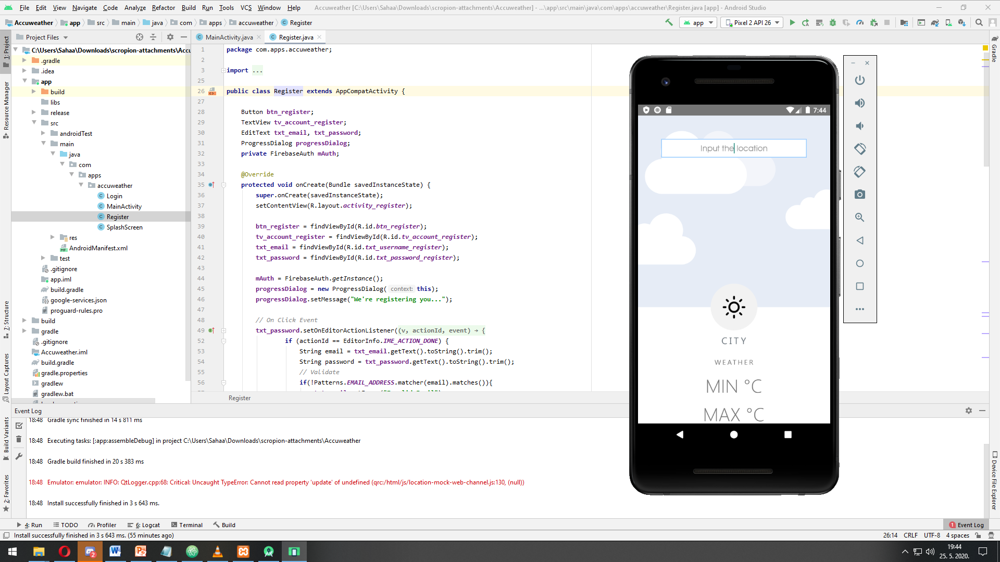 File Edit View Navigate Code Analyze Refactor Build Run Tools VCS Window Help Accuweather [C:\Users\Sahaa\Downloads\scropion-attachments\Accuweather] - ...\app\src\main\java\com\apps\accuweather\Register.java [app] - Android Studio
Accuweather app src main java com apps accuweather Register app Pixel 2 API 26
Project Files MainActivity.java Register.java
C:\Users\Sahaa\Downloads\scropion-attachments\Accu
.gradle
.idea
app
build
libs
release
src
androidTest
main
java
com
apps
accuweather
Login
MainActivity
Register
SplashScreen
res
AndroidManifest.xml
test
.gitignore
app.iml
build.gradle
google-services.json
proguard-rules.pro
build
gradle
.gitignore
Accuweather.iml
build.gradle
gradle.properties
gradlew
gradlew.bat
1: Project
Resource Manager
7: Structure
Layout Captures
Build Variants
2: Favorites
1 package com.apps.accuweather;
2
3 import ...
25
26 public class Register extends AppCompatActivity {
27
28 Button btn_register;
29 TextView tv_account_register;
30 EditText txt_email, txt_password;
31 ProgressDialog progressDialog;
32 private FirebaseAuth mAuth;
33
34 @Override
35 protected void onCreate(Bundle savedInstanceState) {
36 super.onCreate(savedInstanceState);
37 setContentView(R.layout.activity_register);
38
39 btn_register = findViewById(R.id.btn_register);
40 tv_account_register = findViewById(R.id.tv_account_register);
41 txt_email = findViewById(R.id.txt_username_register);
42 txt_password = findViewById(R.id.txt_password_register);
43
44 mAuth = FirebaseAuth.getInstance();
45 progressDialog = new ProgressDialog( context: this);
46 progressDialog.setMessage("We're registering you...");
47
48 // On Click Event
49 txt_password.setOnEditorActionListener((v, actionId, event) → {
52 if (actionId == EditorInfo.IME_ACTION_DONE) {
53 String email = txt_email.getText().toString().trim();
54 String password = txt_password.getText().toString().trim();
55 // Validate
56 if(!Patterns.EMAIL_ADDRESS.matcher(email).matches()){
Register
7:44
Input the location
CITY
WEATHER
MIN °C
MAX °C
Gradle
Device File Explorer
Event Log
18:48 Gradle sync finished in 14 s 811 ms
18:48 Executing tasks: [:app:assembleDebug] in project C:\Users\Sahaa\Downloads\scropion-attachments\Accuweather
18:48 Gradle build finished in 20 s 383 ms
18:48 Emulator: emulator: INFO: QtLogger.cpp:68: Critical: Uncaught TypeError: Cannot read property 'update' of undefined (qrc:/html/js/location-mock-web-channel.js:130, (null))
18:48 Install successfully finished in 3 s 643 ms.
4: Run TODO Profiler 6: Logcat Terminal Build 1 Event Log
Install successfully finished in 3 s 643 ms. (55 minutes ago) 26:14 CRLF UTF-8 4 spaces
2
19:44
25. 5. 2020.